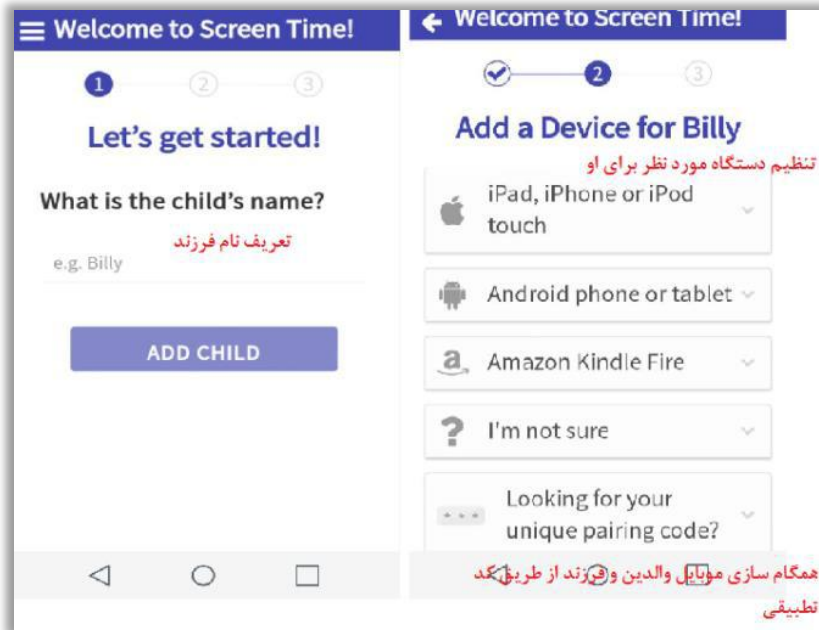 Welcome to Screen Time!
1 2 3
Let's get started!
What is the child's name?
تعریف نام فرزند
e.g. Billy
ADD CHILD
Welcome to Screen Time!
2 3
Add a Device for Billy
تنظیم دستگاه مورد نظر برای او
iPad, iPhone or iPod
touch
Android phone or tablet
a Amazon Kindle Fire
? I'm not sure
Looking for your
unique pairing code?
همگام سازی موبایل والدین و فرزند از طریق کد
تطبیقی